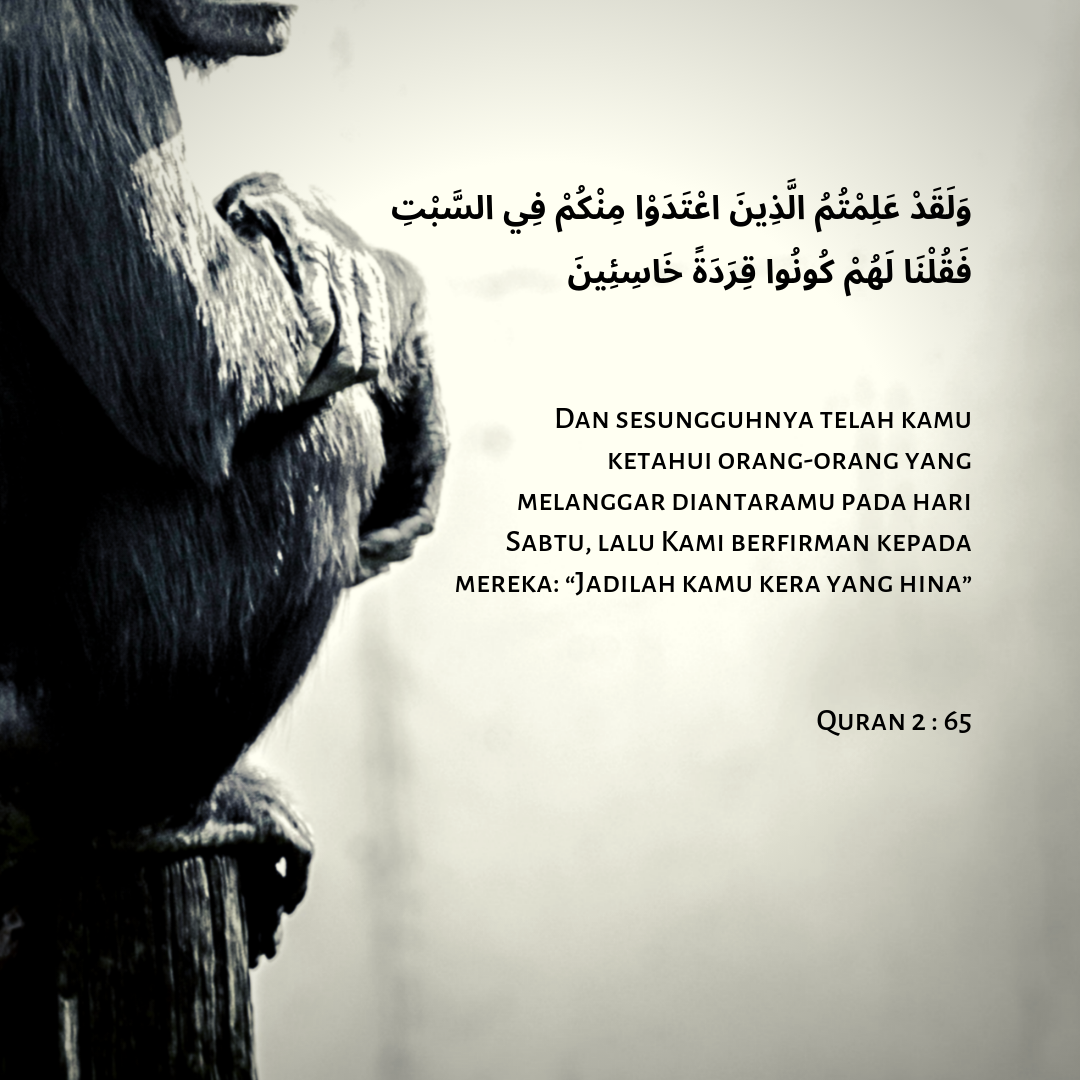 وَلَقَدْ عَلِمْتُمُ الَّذِينَ اعْتَدَوْا مِنْكُمْ فِي السَّبْتِ
فَقُلْنَا لَهُمْ كُونُوا قِرَدَةً خَاسِئِينَ
Dan sesungguhnya telah kamu
ketahui orang-orang yang
melanggar diantaramu pada hari
Sabtu, lalu Kami berfirman kepada
mereka: “Jadilah kamu kera yang hina”
Quran 2 : 65